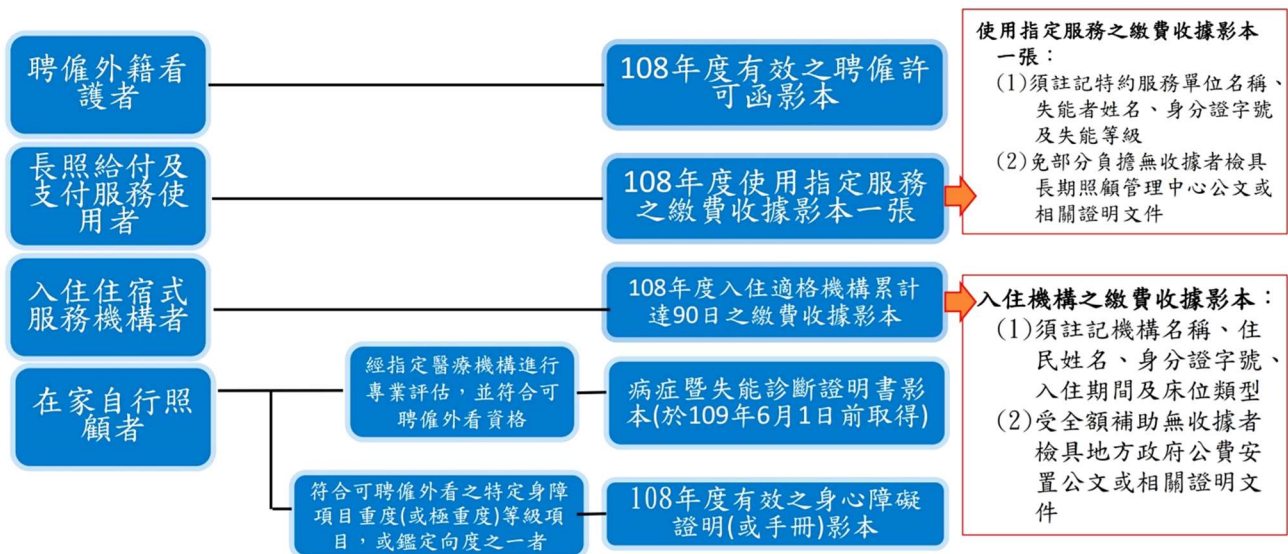 聘僱外籍看
護者
108年度有效之聘僱許
可函影本
長照給付及
支付服務使
用者
108年度使用指定服務
之繳費收據影本一張
使用指定服務之繳費收據影本
一張：
(1)須註記特約服務單位名稱、
失能者姓名、身分證字號
及失能等級
(2)免部分負擔無收據者檢具
長期照顧管理中心公文或
相關證明文件
入住住宿式
服務機構者
108年度入住適格機構累計
達90日之繳費收據影本
入住機構之繳費收據影本：
(1)須註記機構名稱、住
民姓名、身分證字號、
入住期間及床位類型
(2)受全額補助無收據者
檢具地方政府公費安
置公文或相關證明文
件
在家自行照
顧者
經指定醫療機構進行
專業評估，並符合可
聘僱外看資格
病症暨失能診斷證明書影
本(於109年6月1日前取得)
符合可聘僱外看之特定身障
項目重度(或極重度)等級項
目，或鑑定向度之一者
108年度有效之身心障礙
證明(或手冊)影本